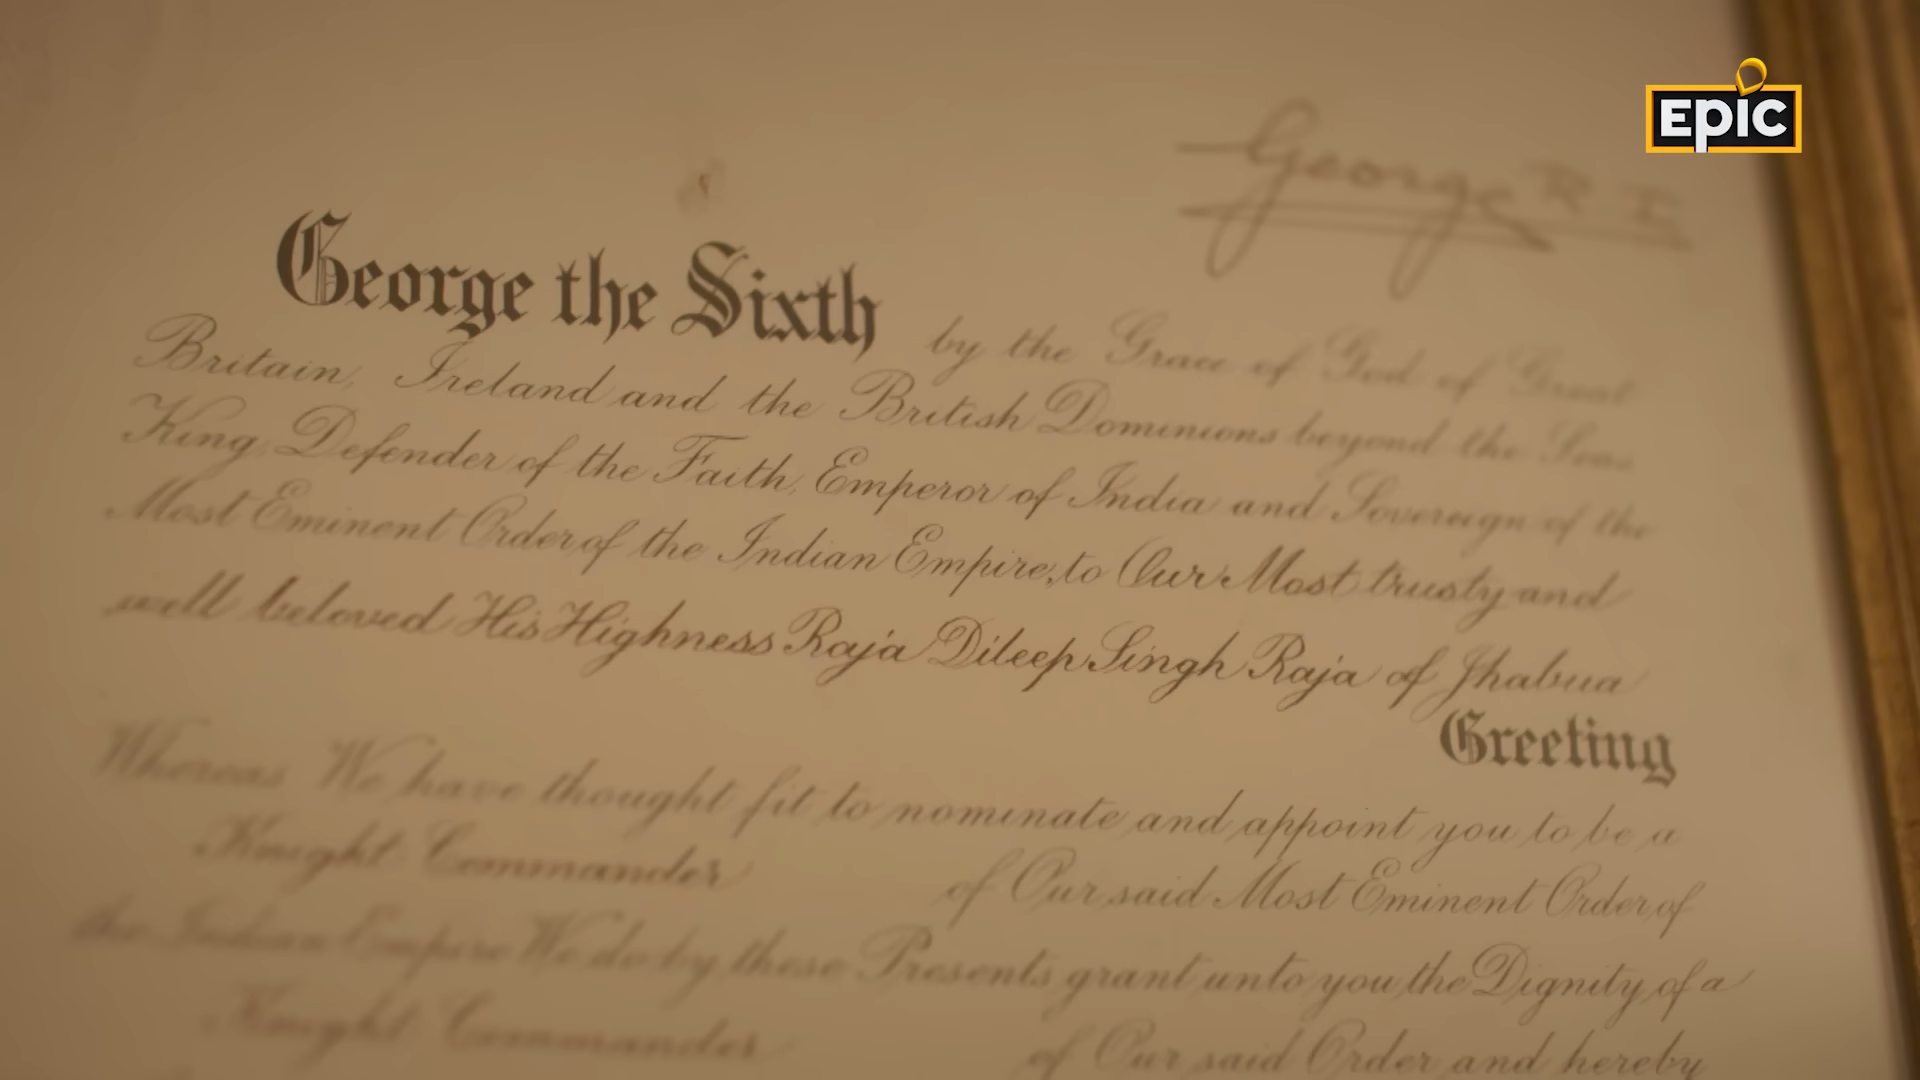 EPIC
George R I
George the Sixth by the Grace of God of Great
Britain, Ireland and the British Dominions beyond the Seas
King, Defender of the Faith, Emperor of India and Sovereign of the
Most Eminent Order of the Indian Empire, to Our Most trusty and
well beloved His Highness Raja Dileep Singh Raja of Jhabua
Greeting
Whereas We have thought fit to nominate and appoint you to be a
Knight Commander of Our said Most Eminent Order of
the Indian Empire We do by these Presents grant unto you the Dignity of a
Knight Commander of Our said Order and hereby